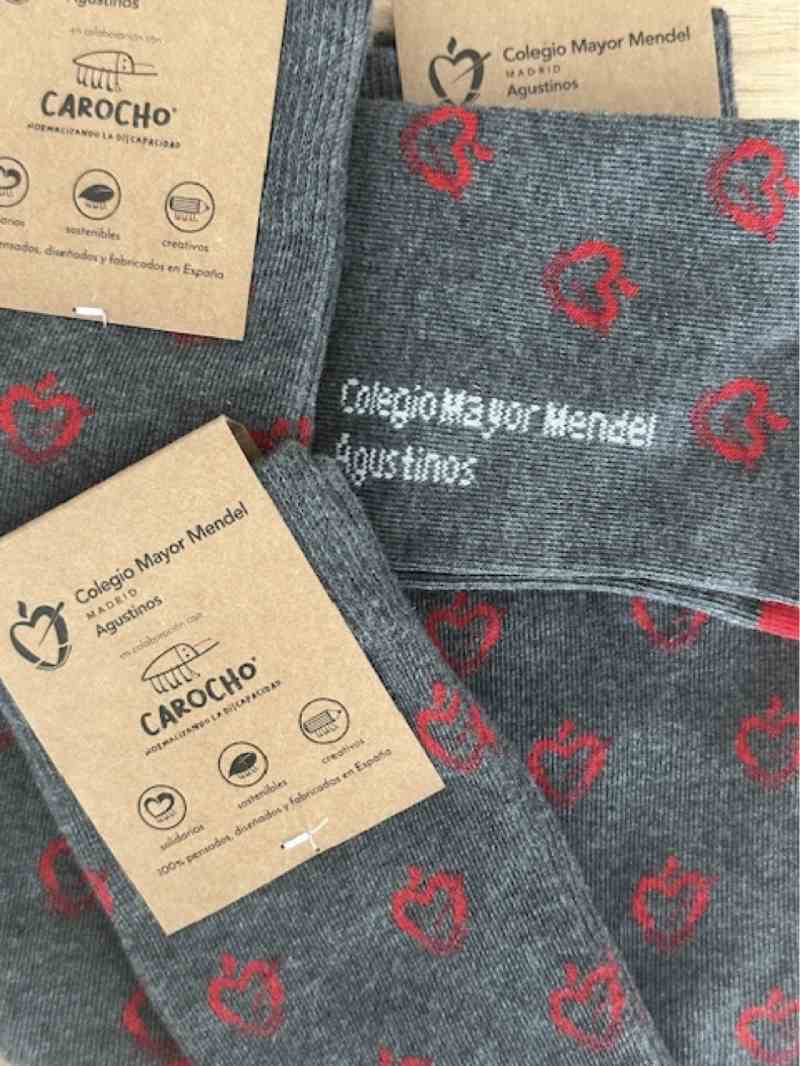 Agustinos
en colaboración con
CAROCHO
NORMALIZANDO LA DISCAPACIDAD
sostenibles
creativos
pensados, diseñados y fabricados en España
Colegio Mayor Mendel
MADRID
Agustinos
Colegio Mayor Mendel
Agustinos
Colegio Mayor Mendel
MADRID
Agustinos
en colaboración con
CAROCHO
NORMALIZANDO LA DISCAPACIDAD
solidarios
sostenibles
creativos
100% pensados, diseñados y fabricados en España